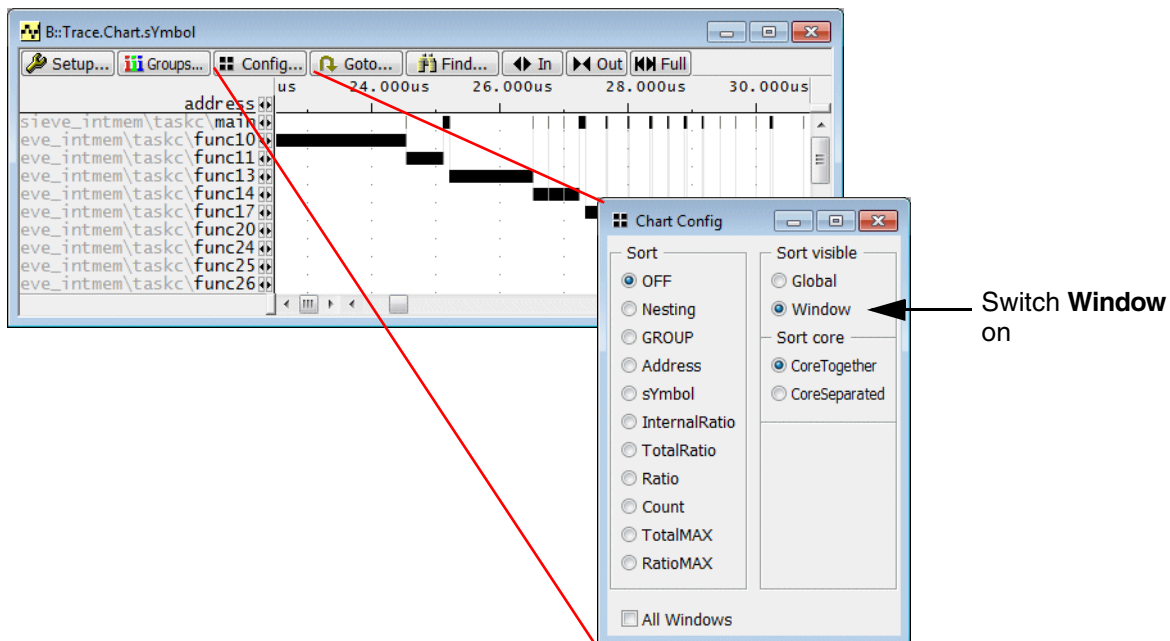 B::Trace.Chart.sYmbol
Setup... Groups... Config... Goto... Find... In Out Full
us 24.000us 26.000us 28.000us 30.000us
address
sieve_intmem\taskc\main
eve_intmem\taskc\func10
eve_intmem\taskc\func11
eve_intmem\taskc\func13
eve_intmem\taskc\func14
eve_intmem\taskc\func17
eve_intmem\taskc\func20
eve_intmem\taskc\func24
eve_intmem\taskc\func25
eve_intmem\taskc\func26
Chart Config
Sort
OFF
Nesting
GROUP
Address
sYmbol
InternalRatio
TotalRatio
Ratio
Count
TotalMAX
RatioMAX
Sort visible
Global
Window
Sort core
CoreTogether
CoreSeparated
All Windows
Switch Window
on